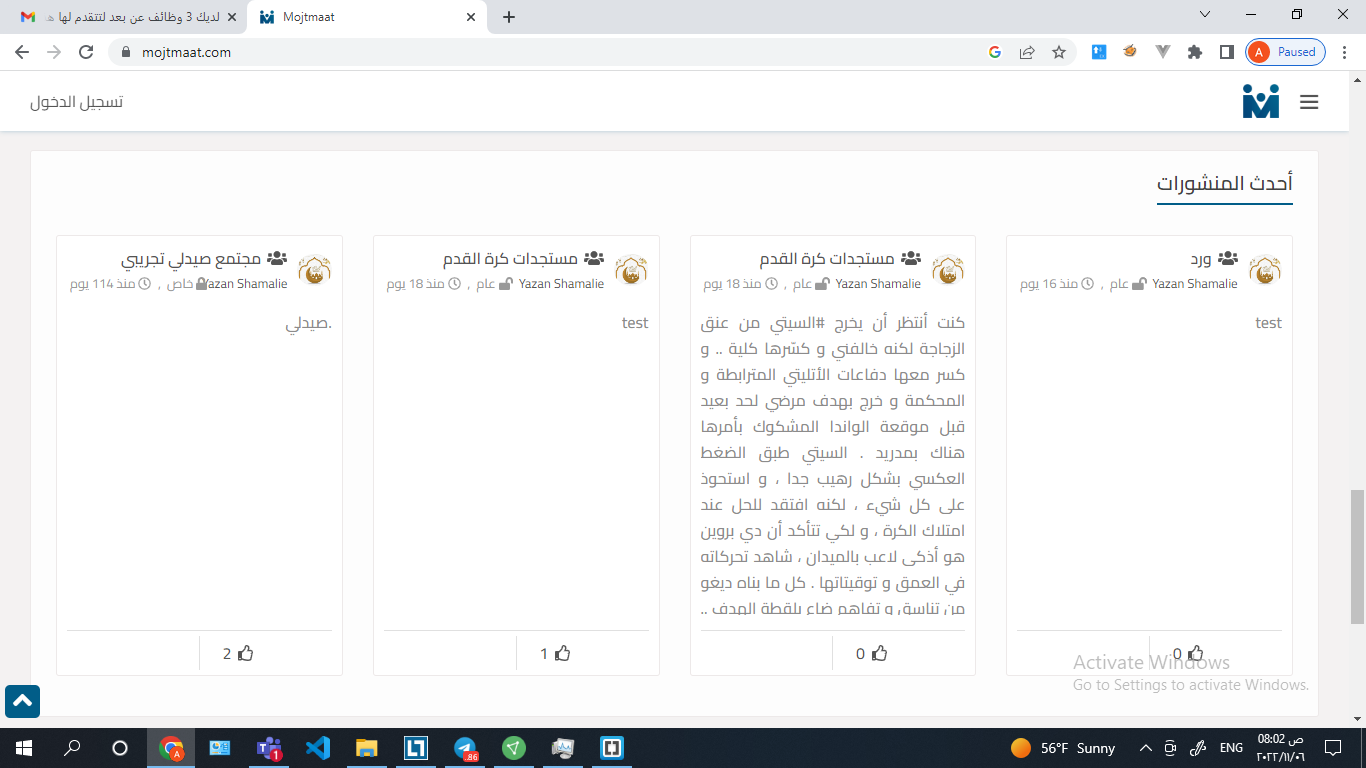 لديك 3 وظائف عن بعد لتتقدم لها
Mojtmaat
mojtmaat.com
A
Paused
تسجيل الدخول
أحدث المنشورات
ورد
Yazan Shamalie عام , منذ 16 يوم
test
0
مستجدات كرة القدم
Yazan Shamalie عام , منذ 18 يوم
كنت أنتظر أن يخرج #السيتي من عنق
الزجاجة لكنه خالفني و كسّرها كلية .. و
كسر معها دفاعات الأتليتي المترابطة و
المحكمة و خرج بهدف مرضي لحد بعيد
قبل موقعة الواندا المشكوك بأمرها
هناك بمدريد . السيتي طبق الضغط
العكسي بشكل رهيب جدا ، و استحوذ
على كل شيء ، لكنه افتقد للحل عند
امتلاك الكرة ، و لكي تتأكد أن دي بروين
هو أذكى لاعب بالميدان ، شاهد تحركاته
في العمق و توقيتاتها . كل ما بناه ديغو
من تناسق و تفاهم ضاع بلقطة الهدف ..
0
مستجدات كرة القدم
Yazan Shamalie عام , منذ 18 يوم
test
1
مجتمع صيدلي تجريبي
Yazan Shamalie خاص , منذ 114 يوم
صيدلي.
2
Activate Windows
Go to Settings to activate Windows.
A
1
.86
56°F Sunny
ENG
08:02 ص
٢٠٢٢/١١/٠٦